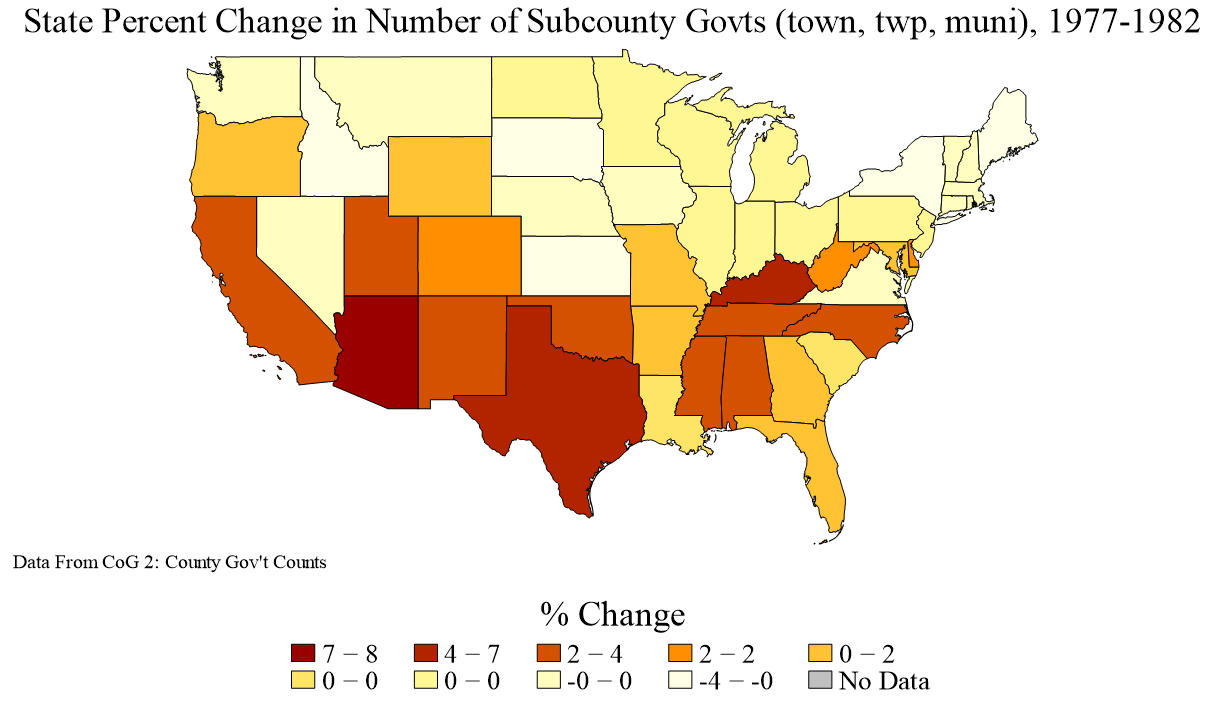 State Percent Change in Number of Subcounty Govts (town, twp, muni), 1977-1982
Data From CoG 2: County Gov't Counts
% Change
7 − 8 4 − 7 2 − 4 2 − 2 0 − 2
0 − 0 0 − 0 -0 − 0 -4 − -0 No Data